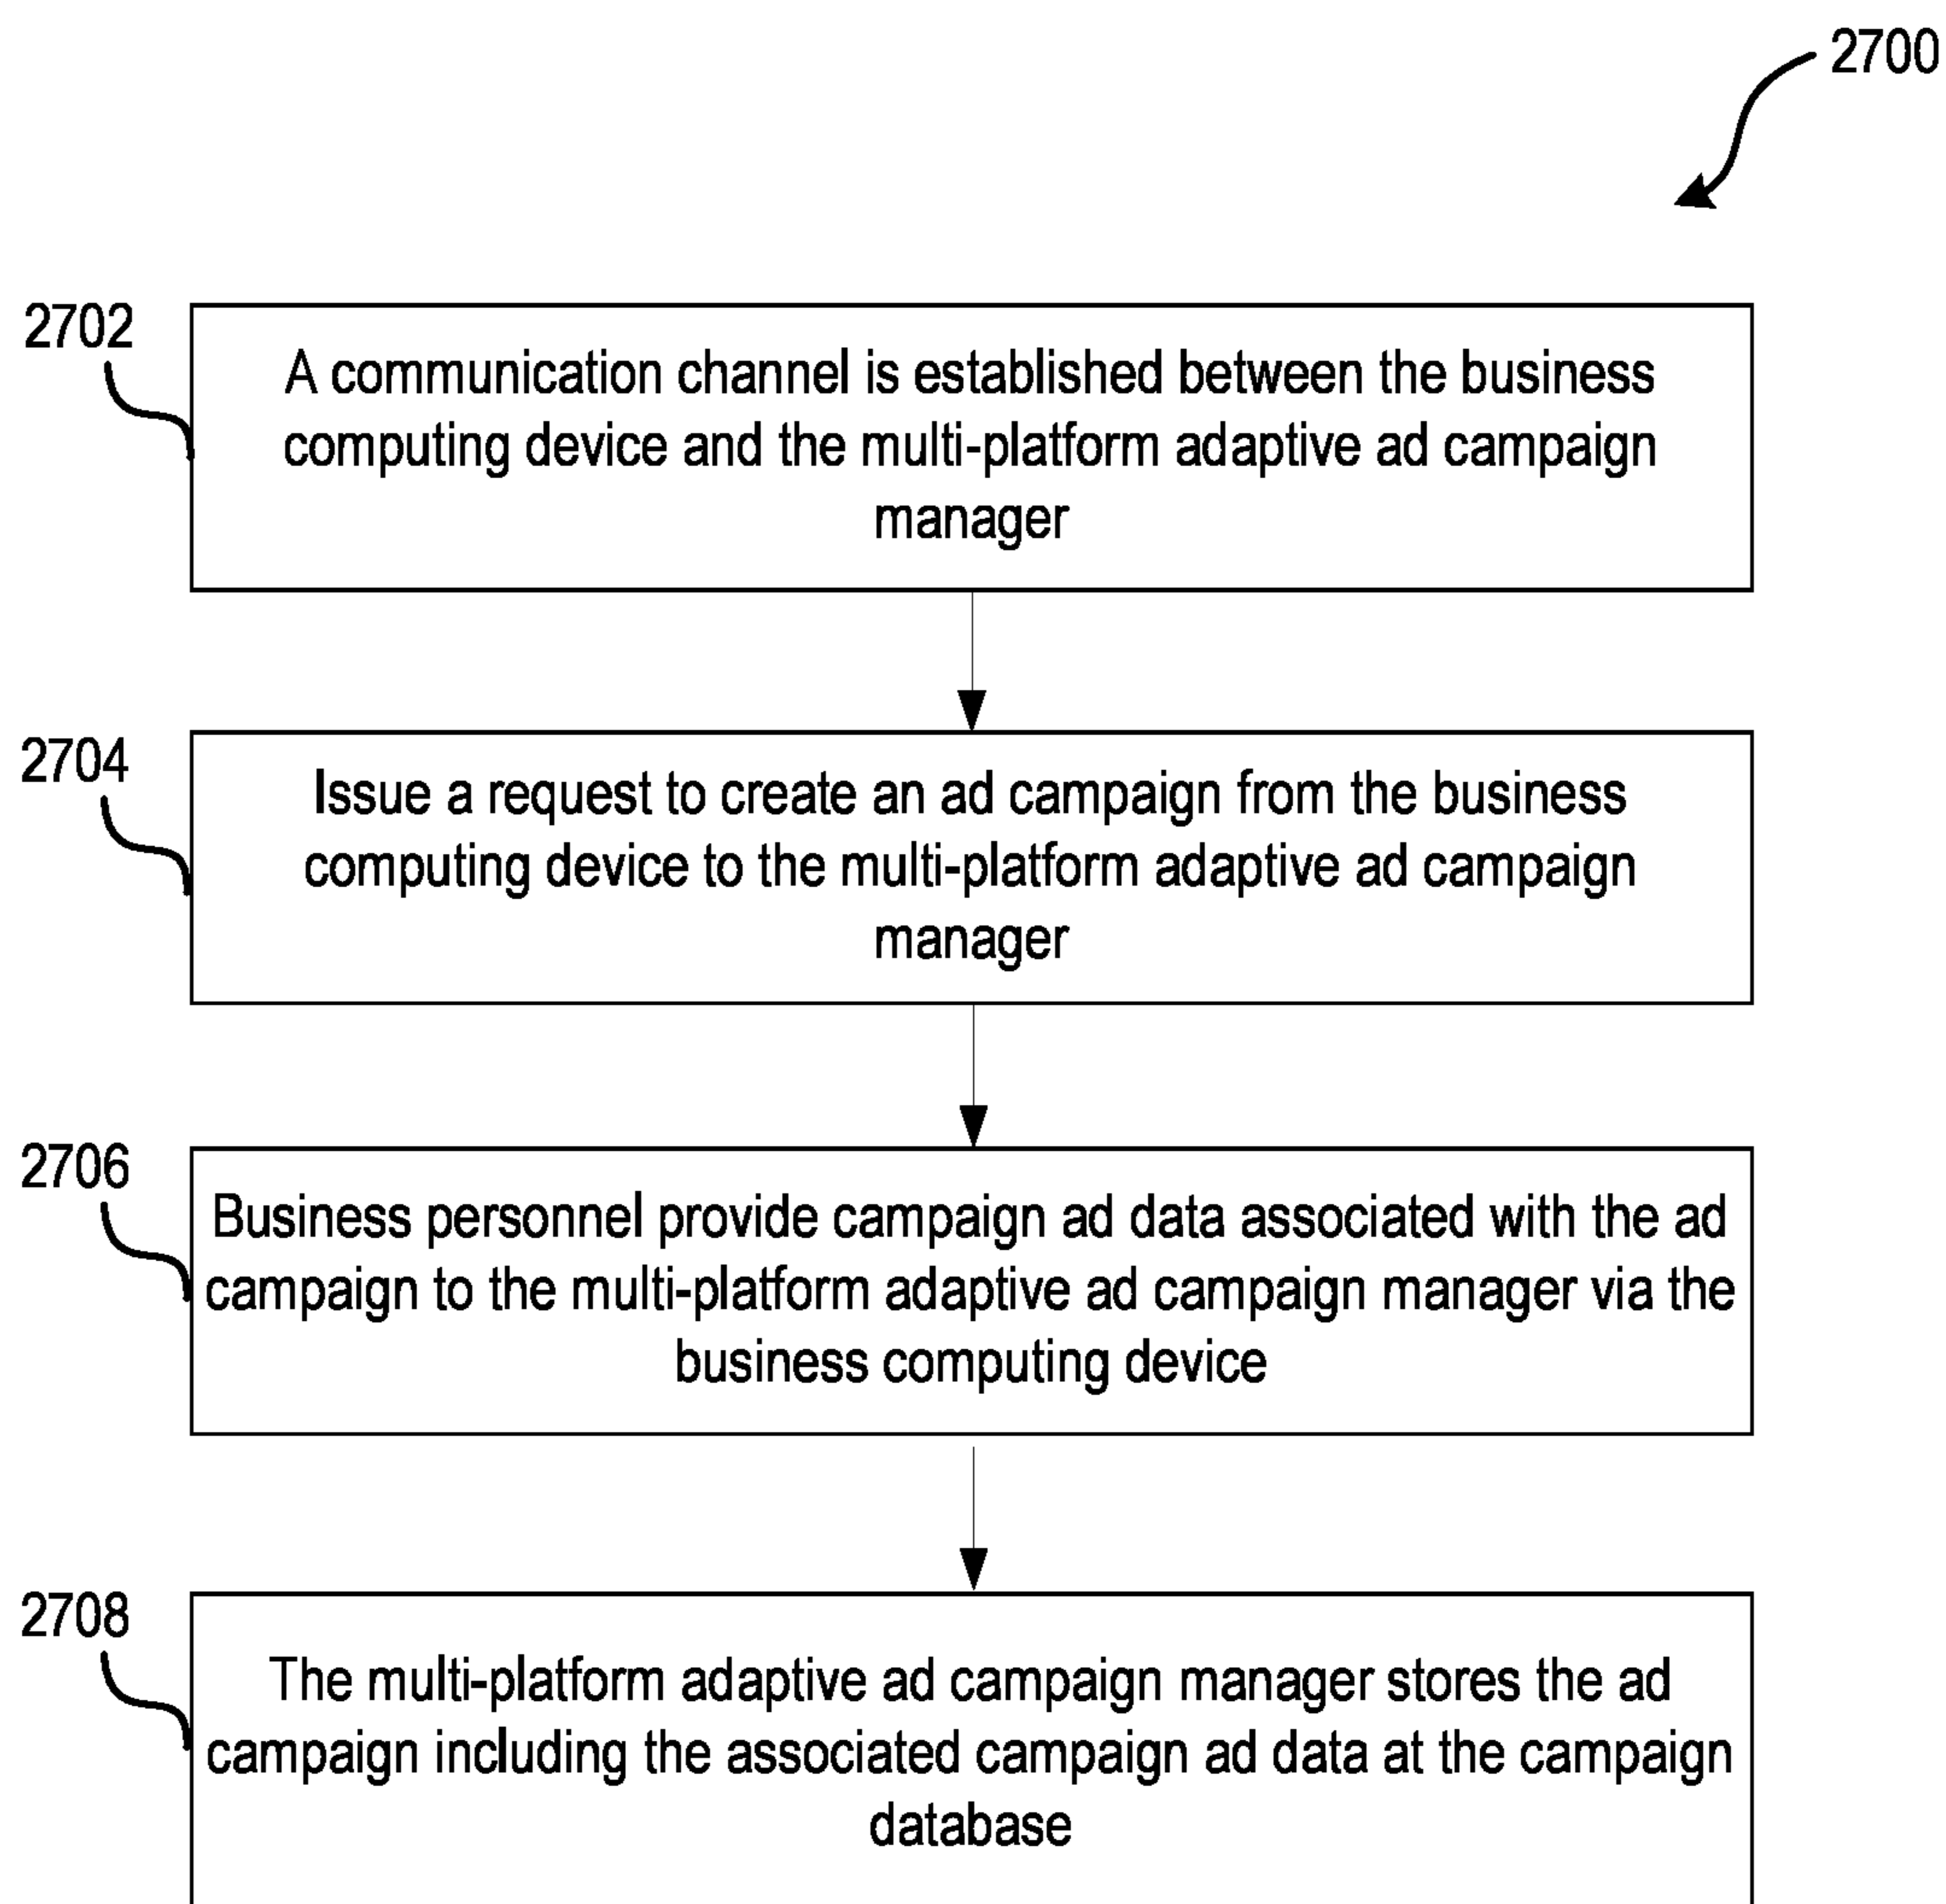 2700
2702
A communication channel is established between the business
computing device and the multi-platform adaptive ad campaign
manager
2704
Issue a request to create an ad campaign from the business
computing device to the multi-platform adaptive ad campaign
manager
2706
Business personnel provide campaign ad data associated with the ad
campaign to the multi-platform adaptive ad campaign manager via the
business computing device
2708
The multi-platform adaptive ad campaign manager stores the ad
campaign including the associated campaign ad data at the campaign
database